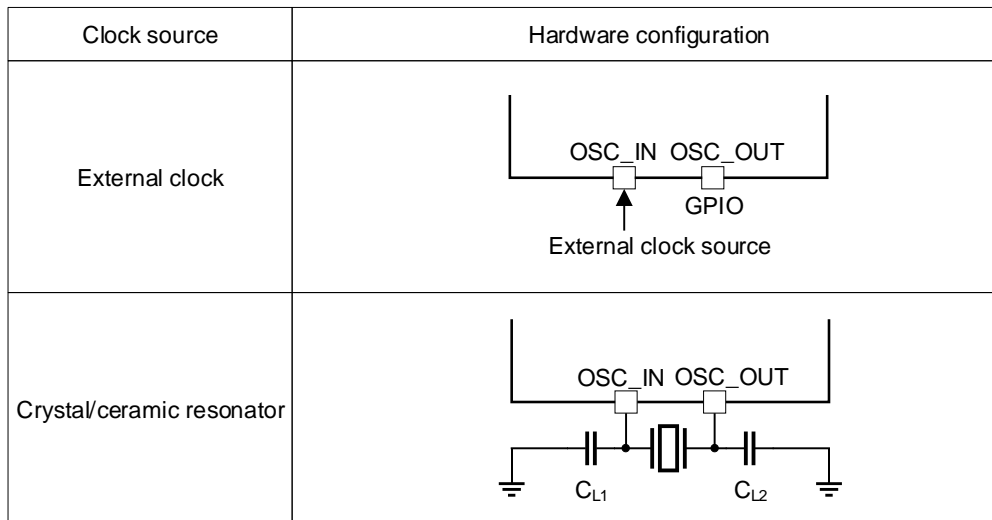 Clock source Hardware configuration
External clock
OSC_IN OSC_OUT
GPIO
External clock source
Crystal/ceramic resonator
OSC_IN OSC_OUT
CL1 CL2